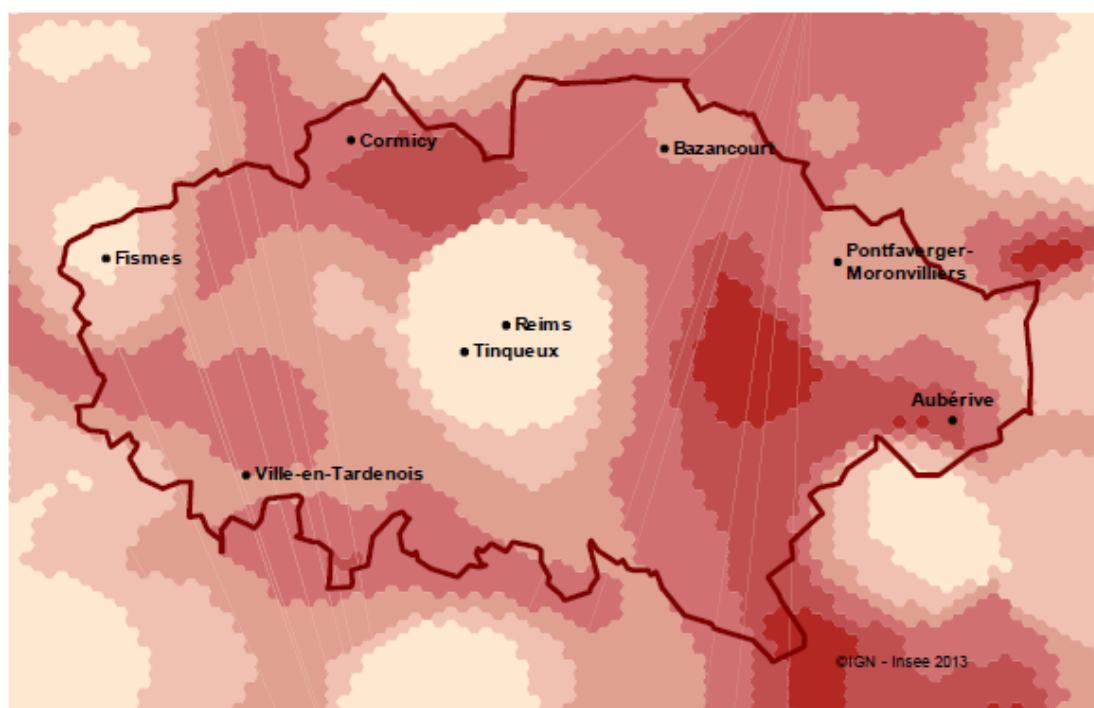 Cormicy
Bazancourt
Fismes
Pontfaverger-
Moronvilliers
Reims
Tinqueux
Aubérive
Ville-en-Tardenois
©IGN - Insee 2013